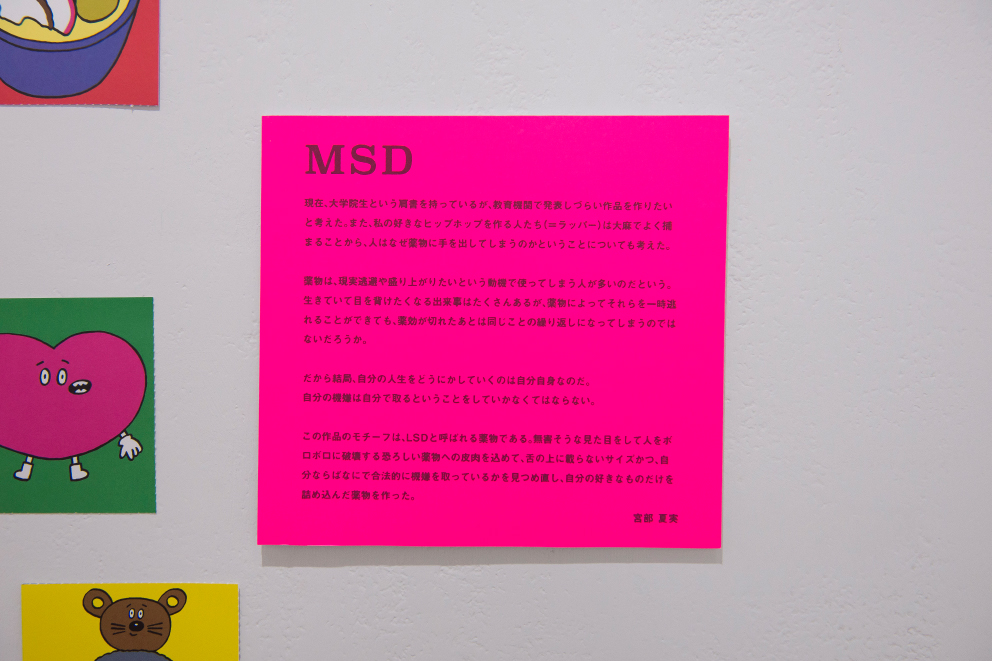 MSD
現在、大学院生という肩書を持っているが、教育機関で発表しづらい作品を作りたい
と考えた。また、私の好きなヒップホップを作る人たち(=ラッパー)は大麻でよく捕
まることから、人はなぜ薬物に手を出してしまうのかということについても考えた。
薬物は、現実逃避や盛り上がりたいという動機で使ってしまう人が多いのだという。
生きていて目を背けたくなる出来事はたくさんあるが、薬物によってそれらを一時逃
れることができても、薬効が切れたあとは同じことの繰り返しになってしまうのでは
ないだろうか。
だから結局、自分の人生をどうにかしていくのは自分自身なのだ。
自分の機嫌は自分で取るということをしていかなくてはならない。
この作品のモチーフは、LSDと呼ばれる薬物である。無害そうな見た目をして人をボ
ロボロに破壊する恐ろしい薬物への皮肉を込めて、舌の上に載らないサイズかつ、自
分ならばなにで合法的に機嫌を取っているかを見つめ直し、自分の好きなものだけを
詰め込んだ薬物を作った。
宮部 夏実